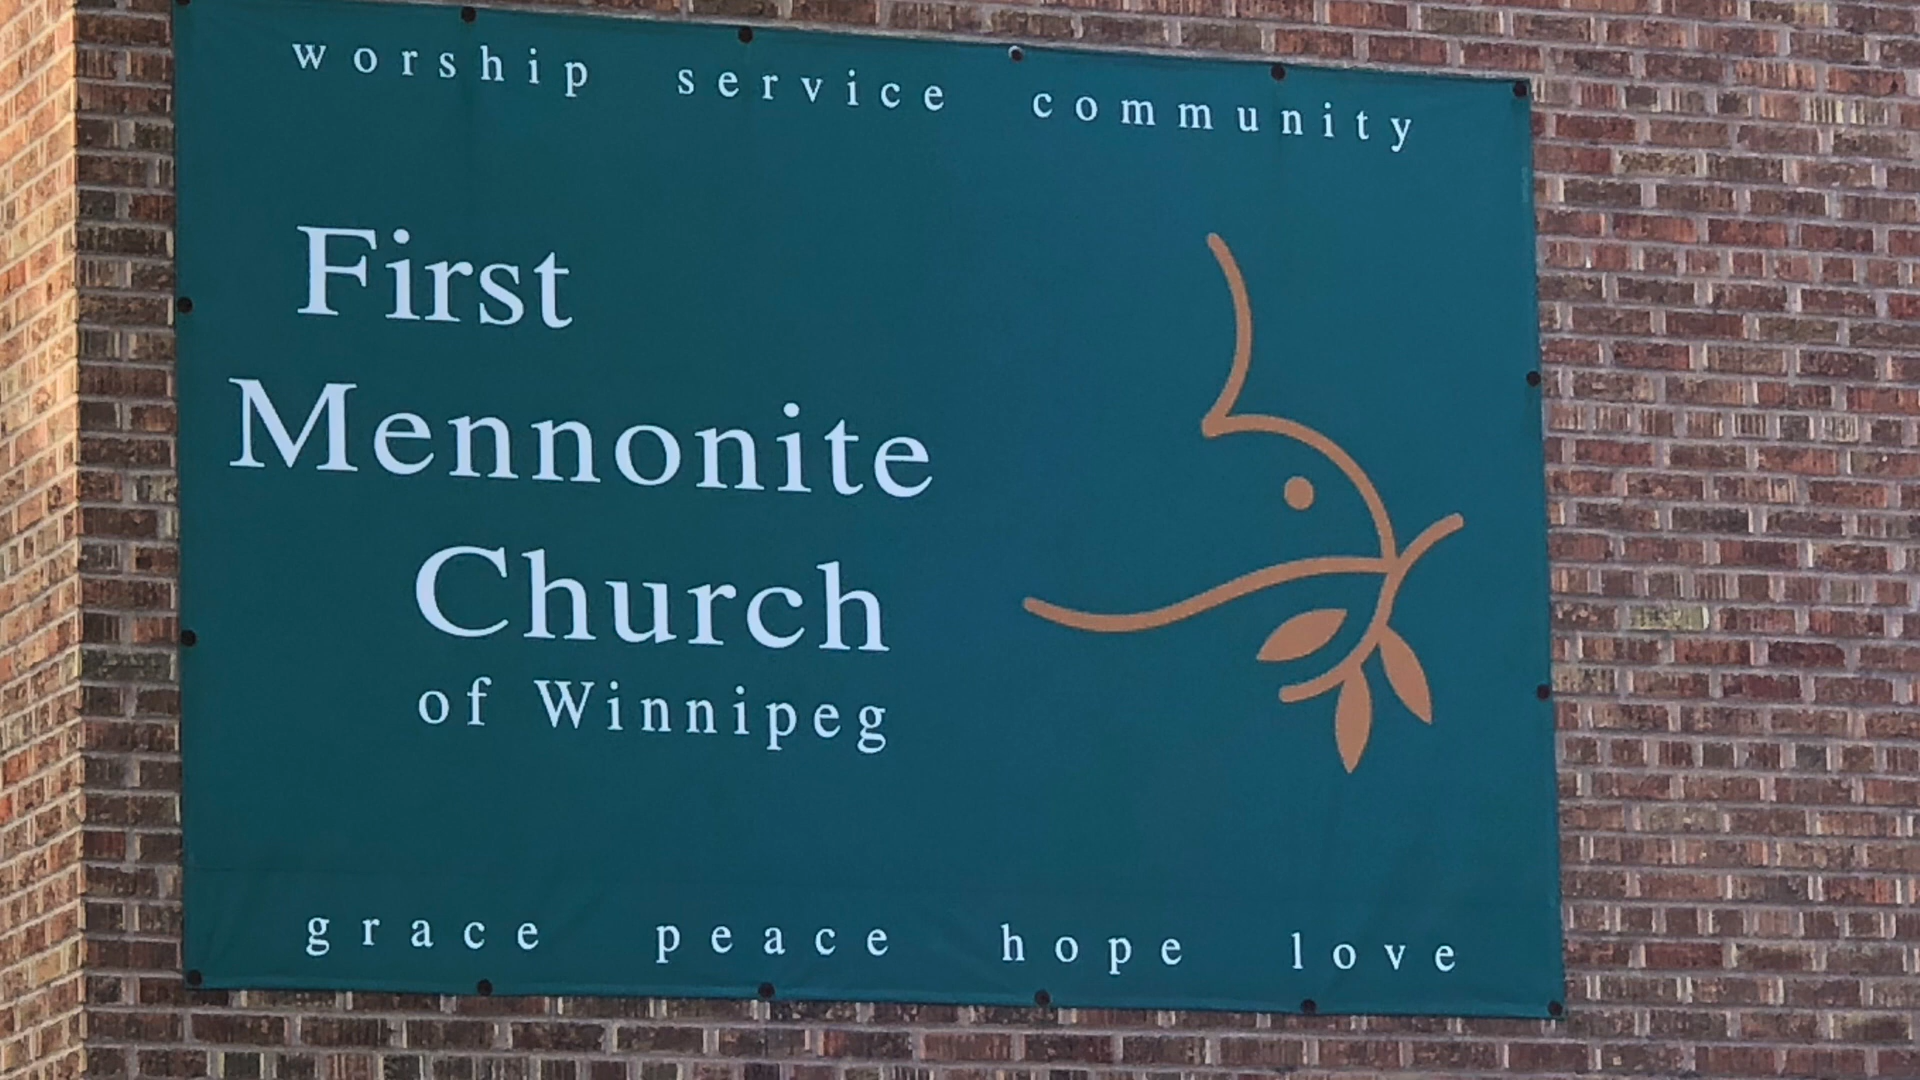 worship service community
First
Mennonite
Church
of Winnipeg
grace peace hope love